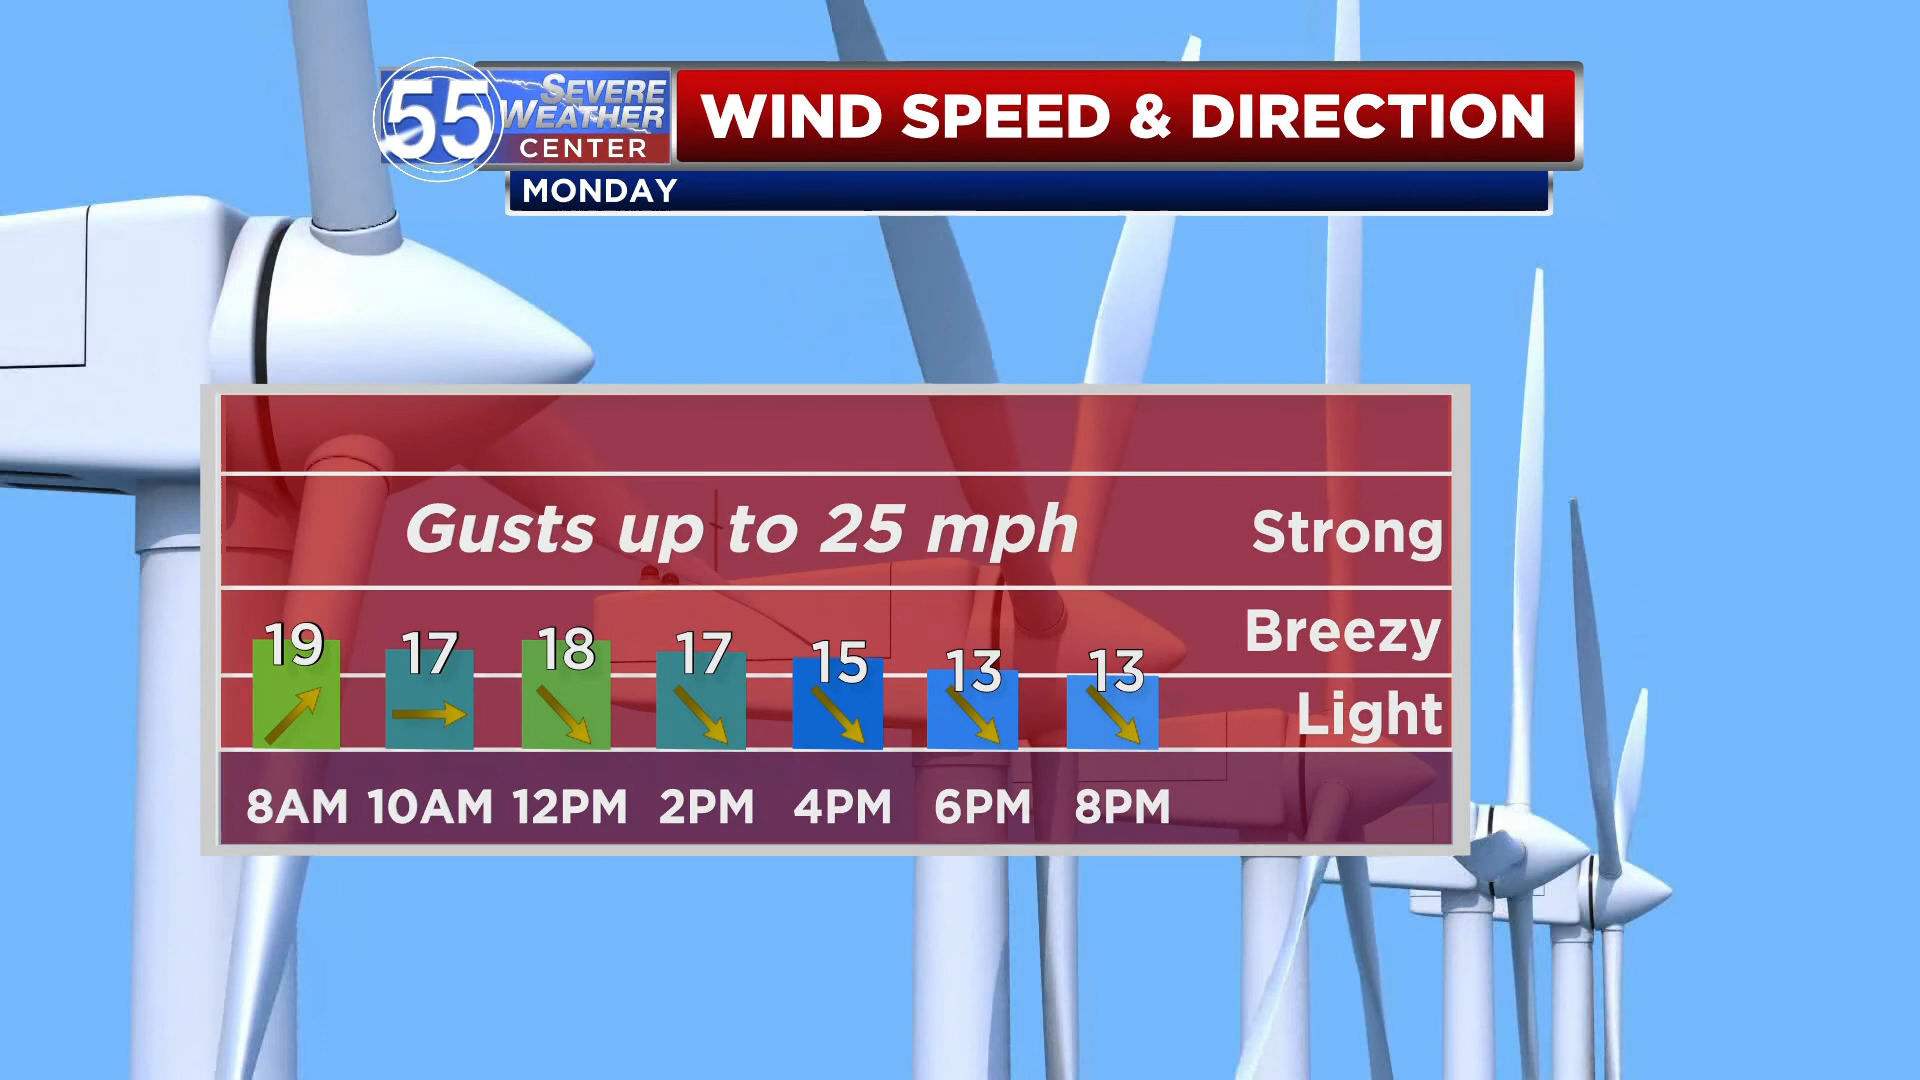 55 SEVERE
WEATHER
CENTER
WIND SPEED & DIRECTION
MONDAY
Gusts up to 25 mph
Strong
Breezy
Light
19 17 18 17 15 13 13
8AM 10AM 12PM 2PM 4PM 6PM 8PM